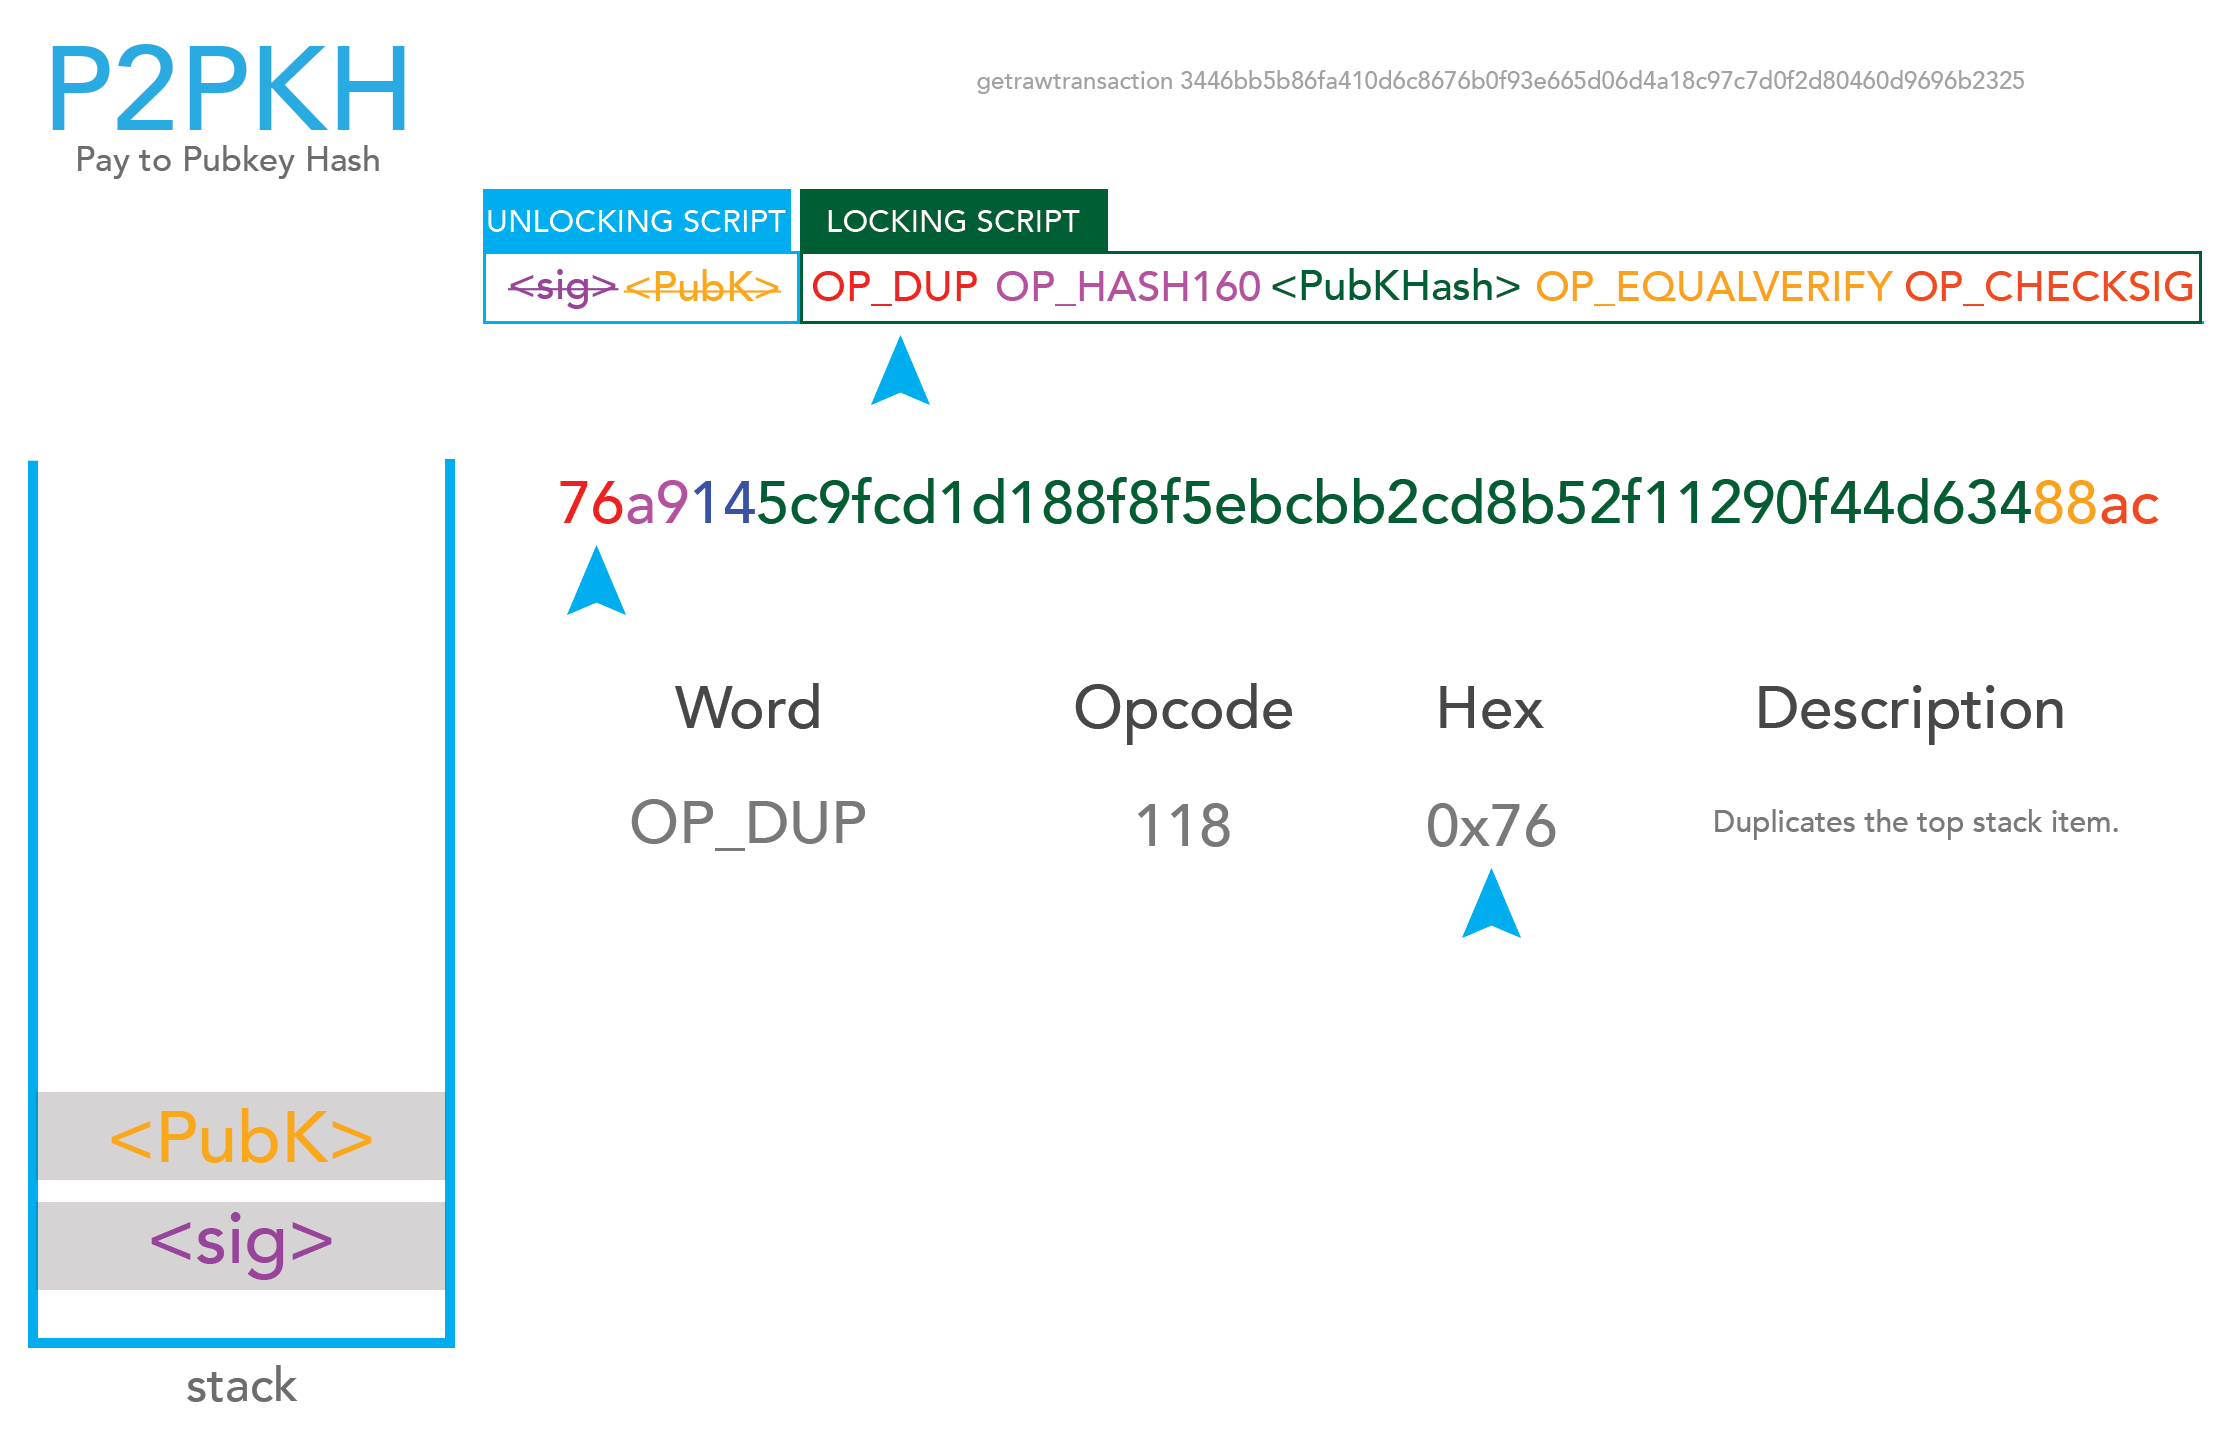 P2PKH
Pay to Pubkey Hash
getrawtransaction 3446bb5b86fa410d6c8676b0f93e665d06d4a18c97c7d0f2d80460d9696b2325
UNLOCKING SCRIPT LOCKING SCRIPT
<sig> <PubK> OP_DUP OP_HASH160 <PubKHash> OP_EQUALVERIFY OP_CHECKSIG
76a9145c9fcd1d188f8f5ebcbb2cd8b52f11290f44d63488ac
Word Opcode Hex Description
OP_DUP 118 0x76 Duplicates the top stack item.
<PubK>
<sig>
stack